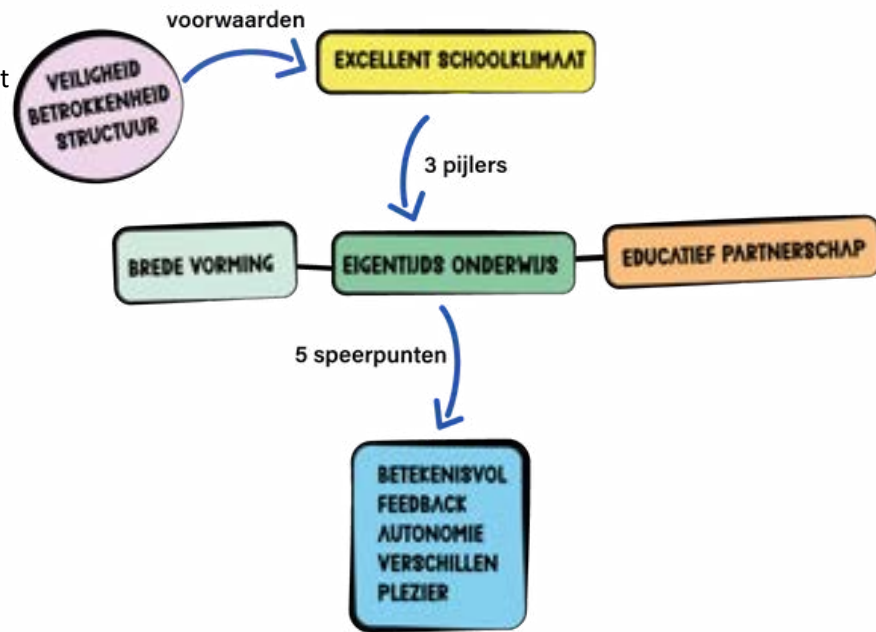 voorwaarden
EXCELLENT SCHOOLKLIMAAT
t
VEILIGHEID
BETROKKENHEID
STRUCTUUR
3 pijlers
BREDE VORMING
EIGENTIJDS ONDERWIJS
EDUCATIEF PARTNERSCHAP
5 speerpunten
BETEKENISVOL
FEEDBACK
AUTONOMIE
VERSCHILLEN
PLEZIER